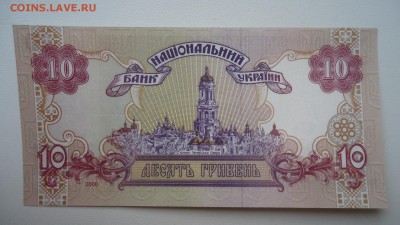 COINS.LAVE.RU
10 НАЦІОНАЛЬНИЙ 10
БАНК УКРАЇНИ
10 ДЕСЯТЬ ГРИВЕНЬ 10